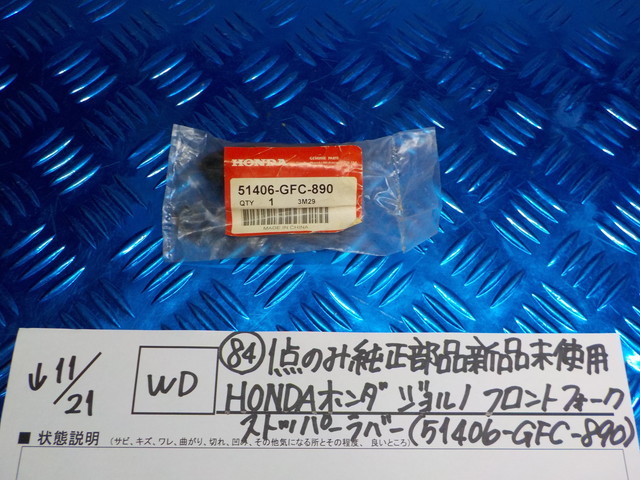 HONDA
GENUINE PARTS
51406-GFC-890
QTY 1 3M29
MADE IN CHINA
↓11/21
WD
84 1点のみ純正部品新品未使用
HONDAホンダ ジョルノ フロントフォーク
ストッパーラバー(51406-GFC-890)
■ 状態説明 (サビ、キズ、ワレ、曲がり、切れ、凹み、その他気になる所とその程度、良いところ)